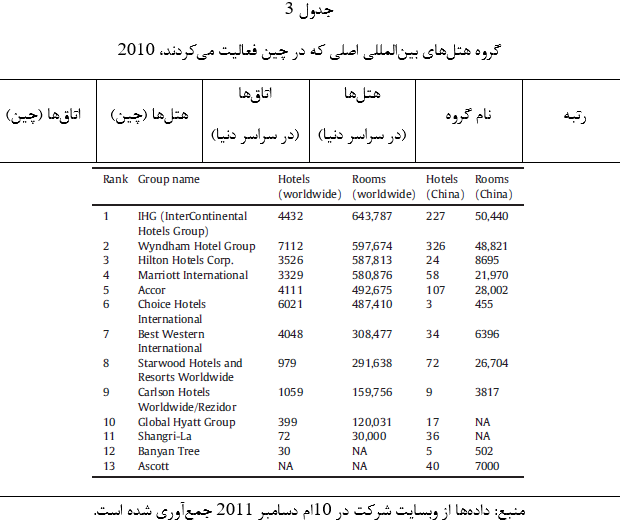 جدول 3
گروه هتل‌های بین‌المللی اصلی که در چین فعالیت می‌کردند، 2010
رتبه نام گروه هتل‌ها (در سراسر دنیا) اتاق‌ها (در سراسر دنیا) هتل‌ها (چین) اتاق‌ها (چین)
Rank Group name Hotels (worldwide) Rooms (worldwide) Hotels (China) Rooms (China)
1 IHG (InterContinental Hotels Group) 4432 643,787 227 50,440
2 Wyndham Hotel Group 7112 597,674 326 48,821
3 Hilton Hotels Corp. 3526 587,813 24 8695
4 Marriott International 3329 580,876 58 21,970
5 Accor 4111 492,675 107 28,002
6 Choice Hotels International 6021 487,410 3 455
7 Best Western International 4048 308,477 34 6396
8 Starwood Hotels and Resorts Worldwide 979 291,638 72 26,704
9 Carlson Hotels Worldwide/Rezidor 1059 159,756 9 3817
10 Global Hyatt Group 399 120,031 17 NA
11 Shangri-La 72 30,000 36 NA
12 Banyan Tree 30 NA 5 502
13 Ascott NA NA 40 7000
منبع: داده‌ها از وبسایت شرکت در 10ام دسامبر 2011 جمع‌آوری شده است.